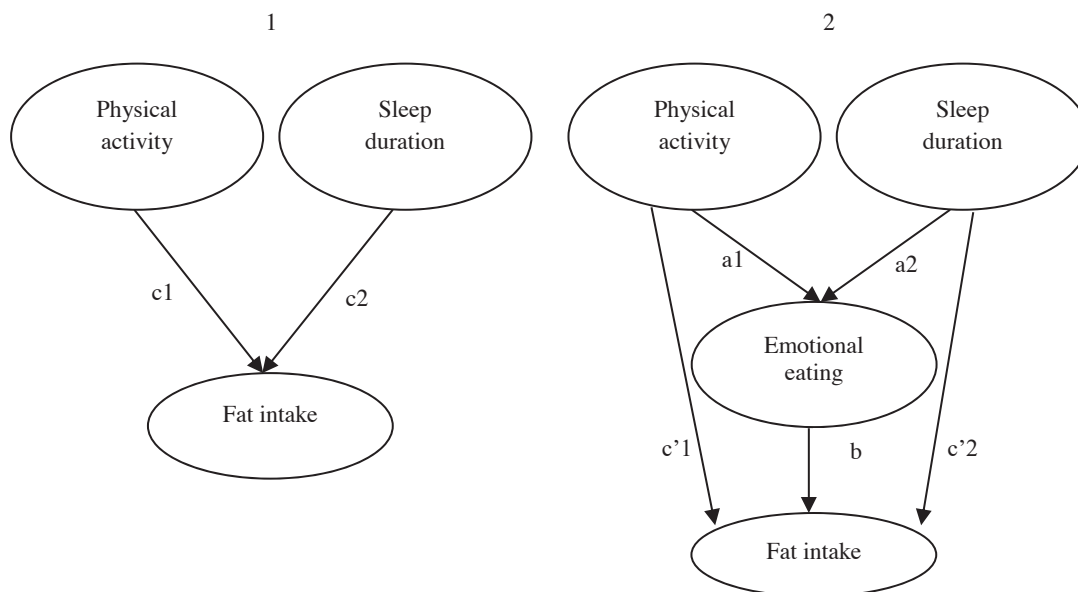 1
Physical
activity
Sleep
duration
c1
c2
Fat intake
2
Physical
activity
Sleep
duration
a1
a2
Emotional
eating
c’1
b
c’2
Fat intake